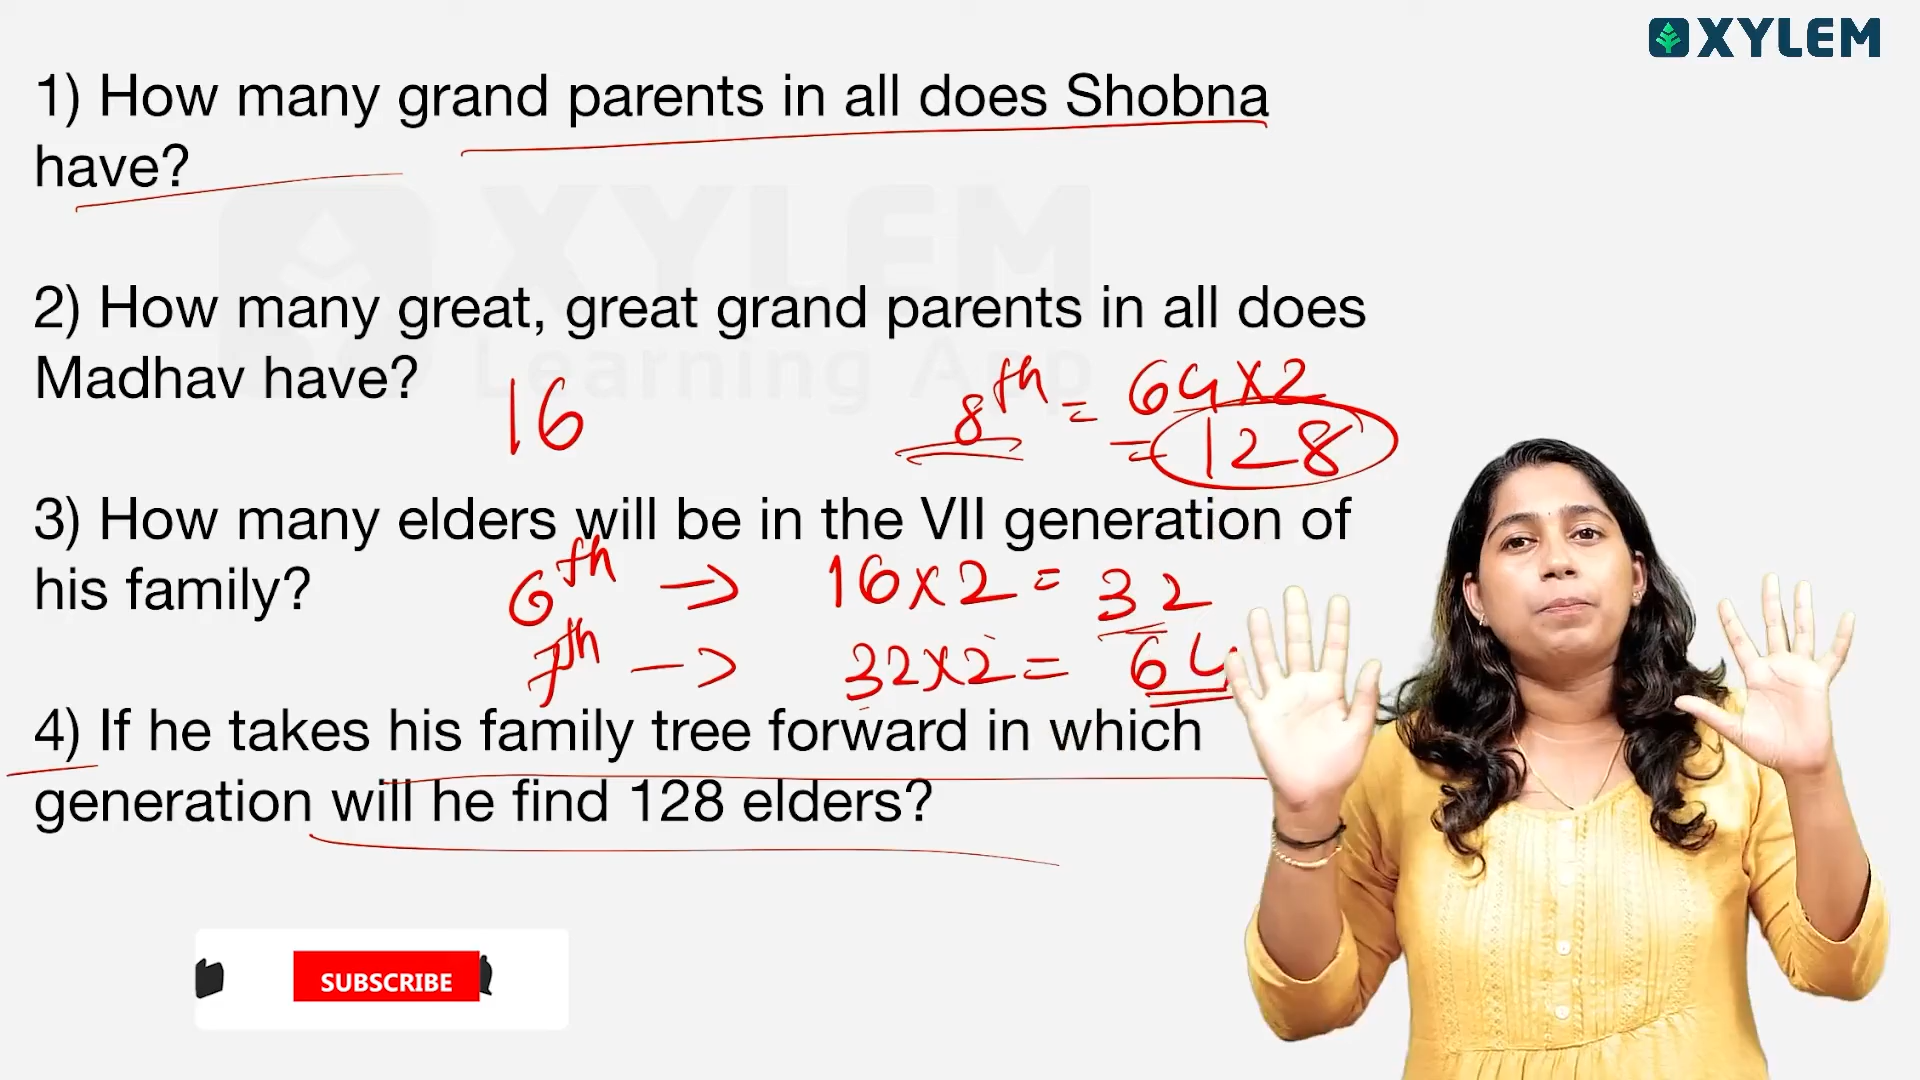 XYLEM
1) How many grand parents in all does Shobna
have?
XYLEM
Learning App
2) How many great, great grand parents in all does
Madhav have?
16
8th = 64x2
= 128
3) How many elders will be in the VII generation of
his family?
6th -> 16x2 = 32
7th -> 32x2 = 64
4) If he takes his family tree forward in which
generation will he find 128 elders?
SUBSCRIBE